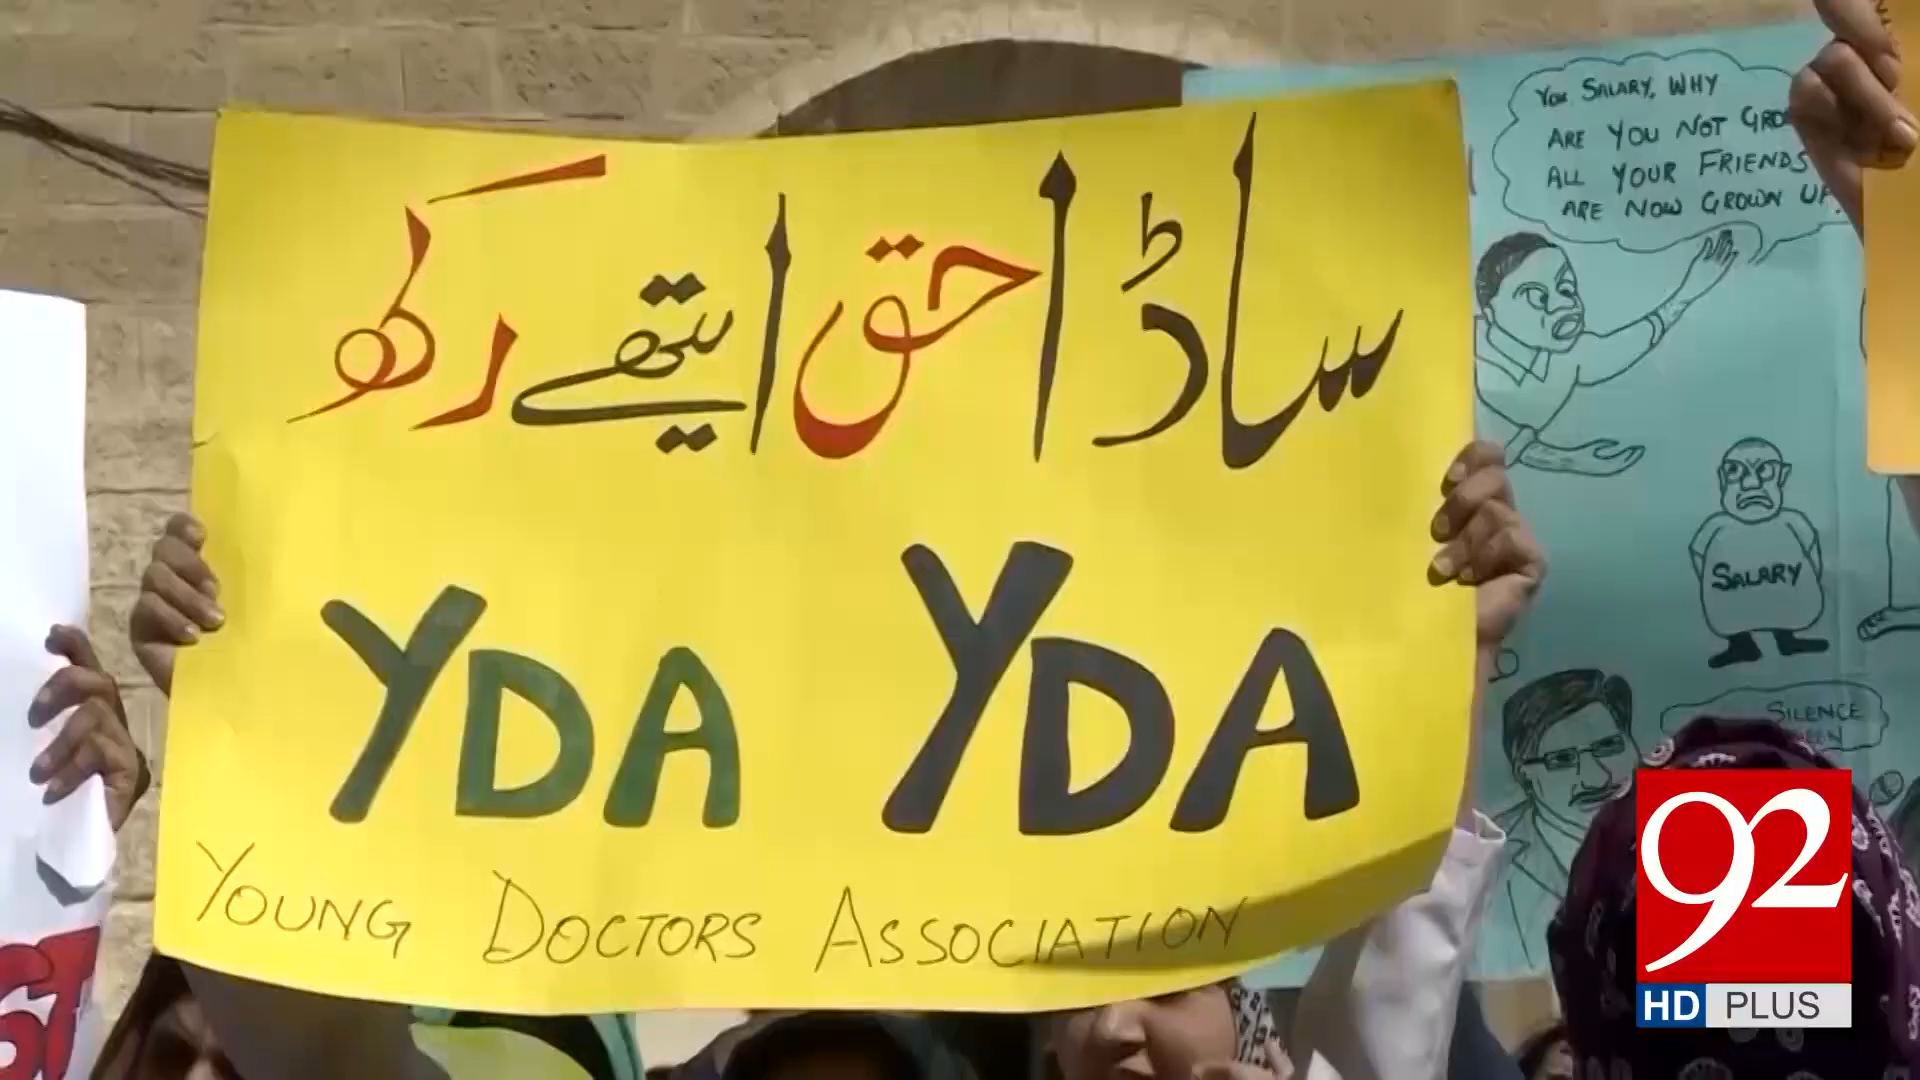 ساڈا حق ایتھے رکھ
YDA YDA
YOUNG DOCTORS ASSOCIATION
YOU SALARY, WHY
ARE YOU NOT GRO
ALL YOUR FRIENDS
ARE NOW GROWN UP.
SALARY
SILENCE
92
HD PLUS